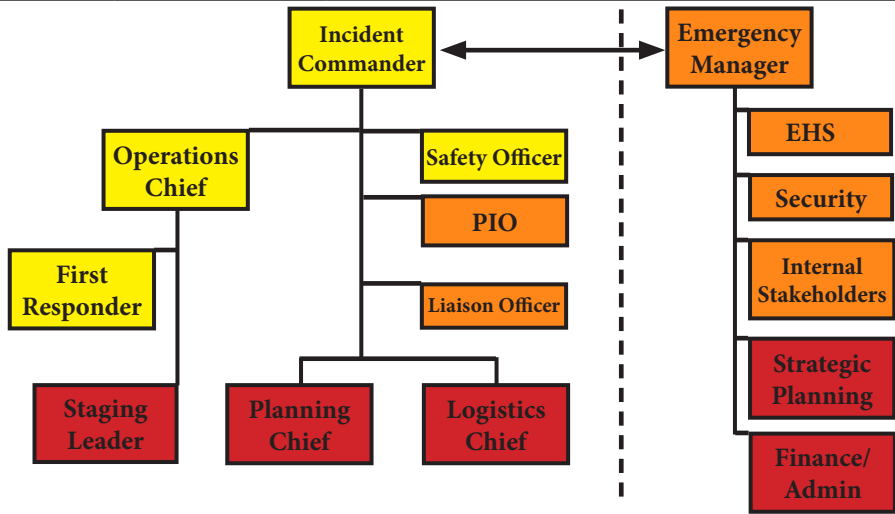 Incident
Commander
Emergency
Manager
Operations
Chief
Safety Officer
EHS
PIO
Security
First
Responder
Liaison Officer
Internal
Stakeholders
Staging
Leader
Planning
Chief
Logistics
Chief
Strategic
Planning
Finance/
Admin